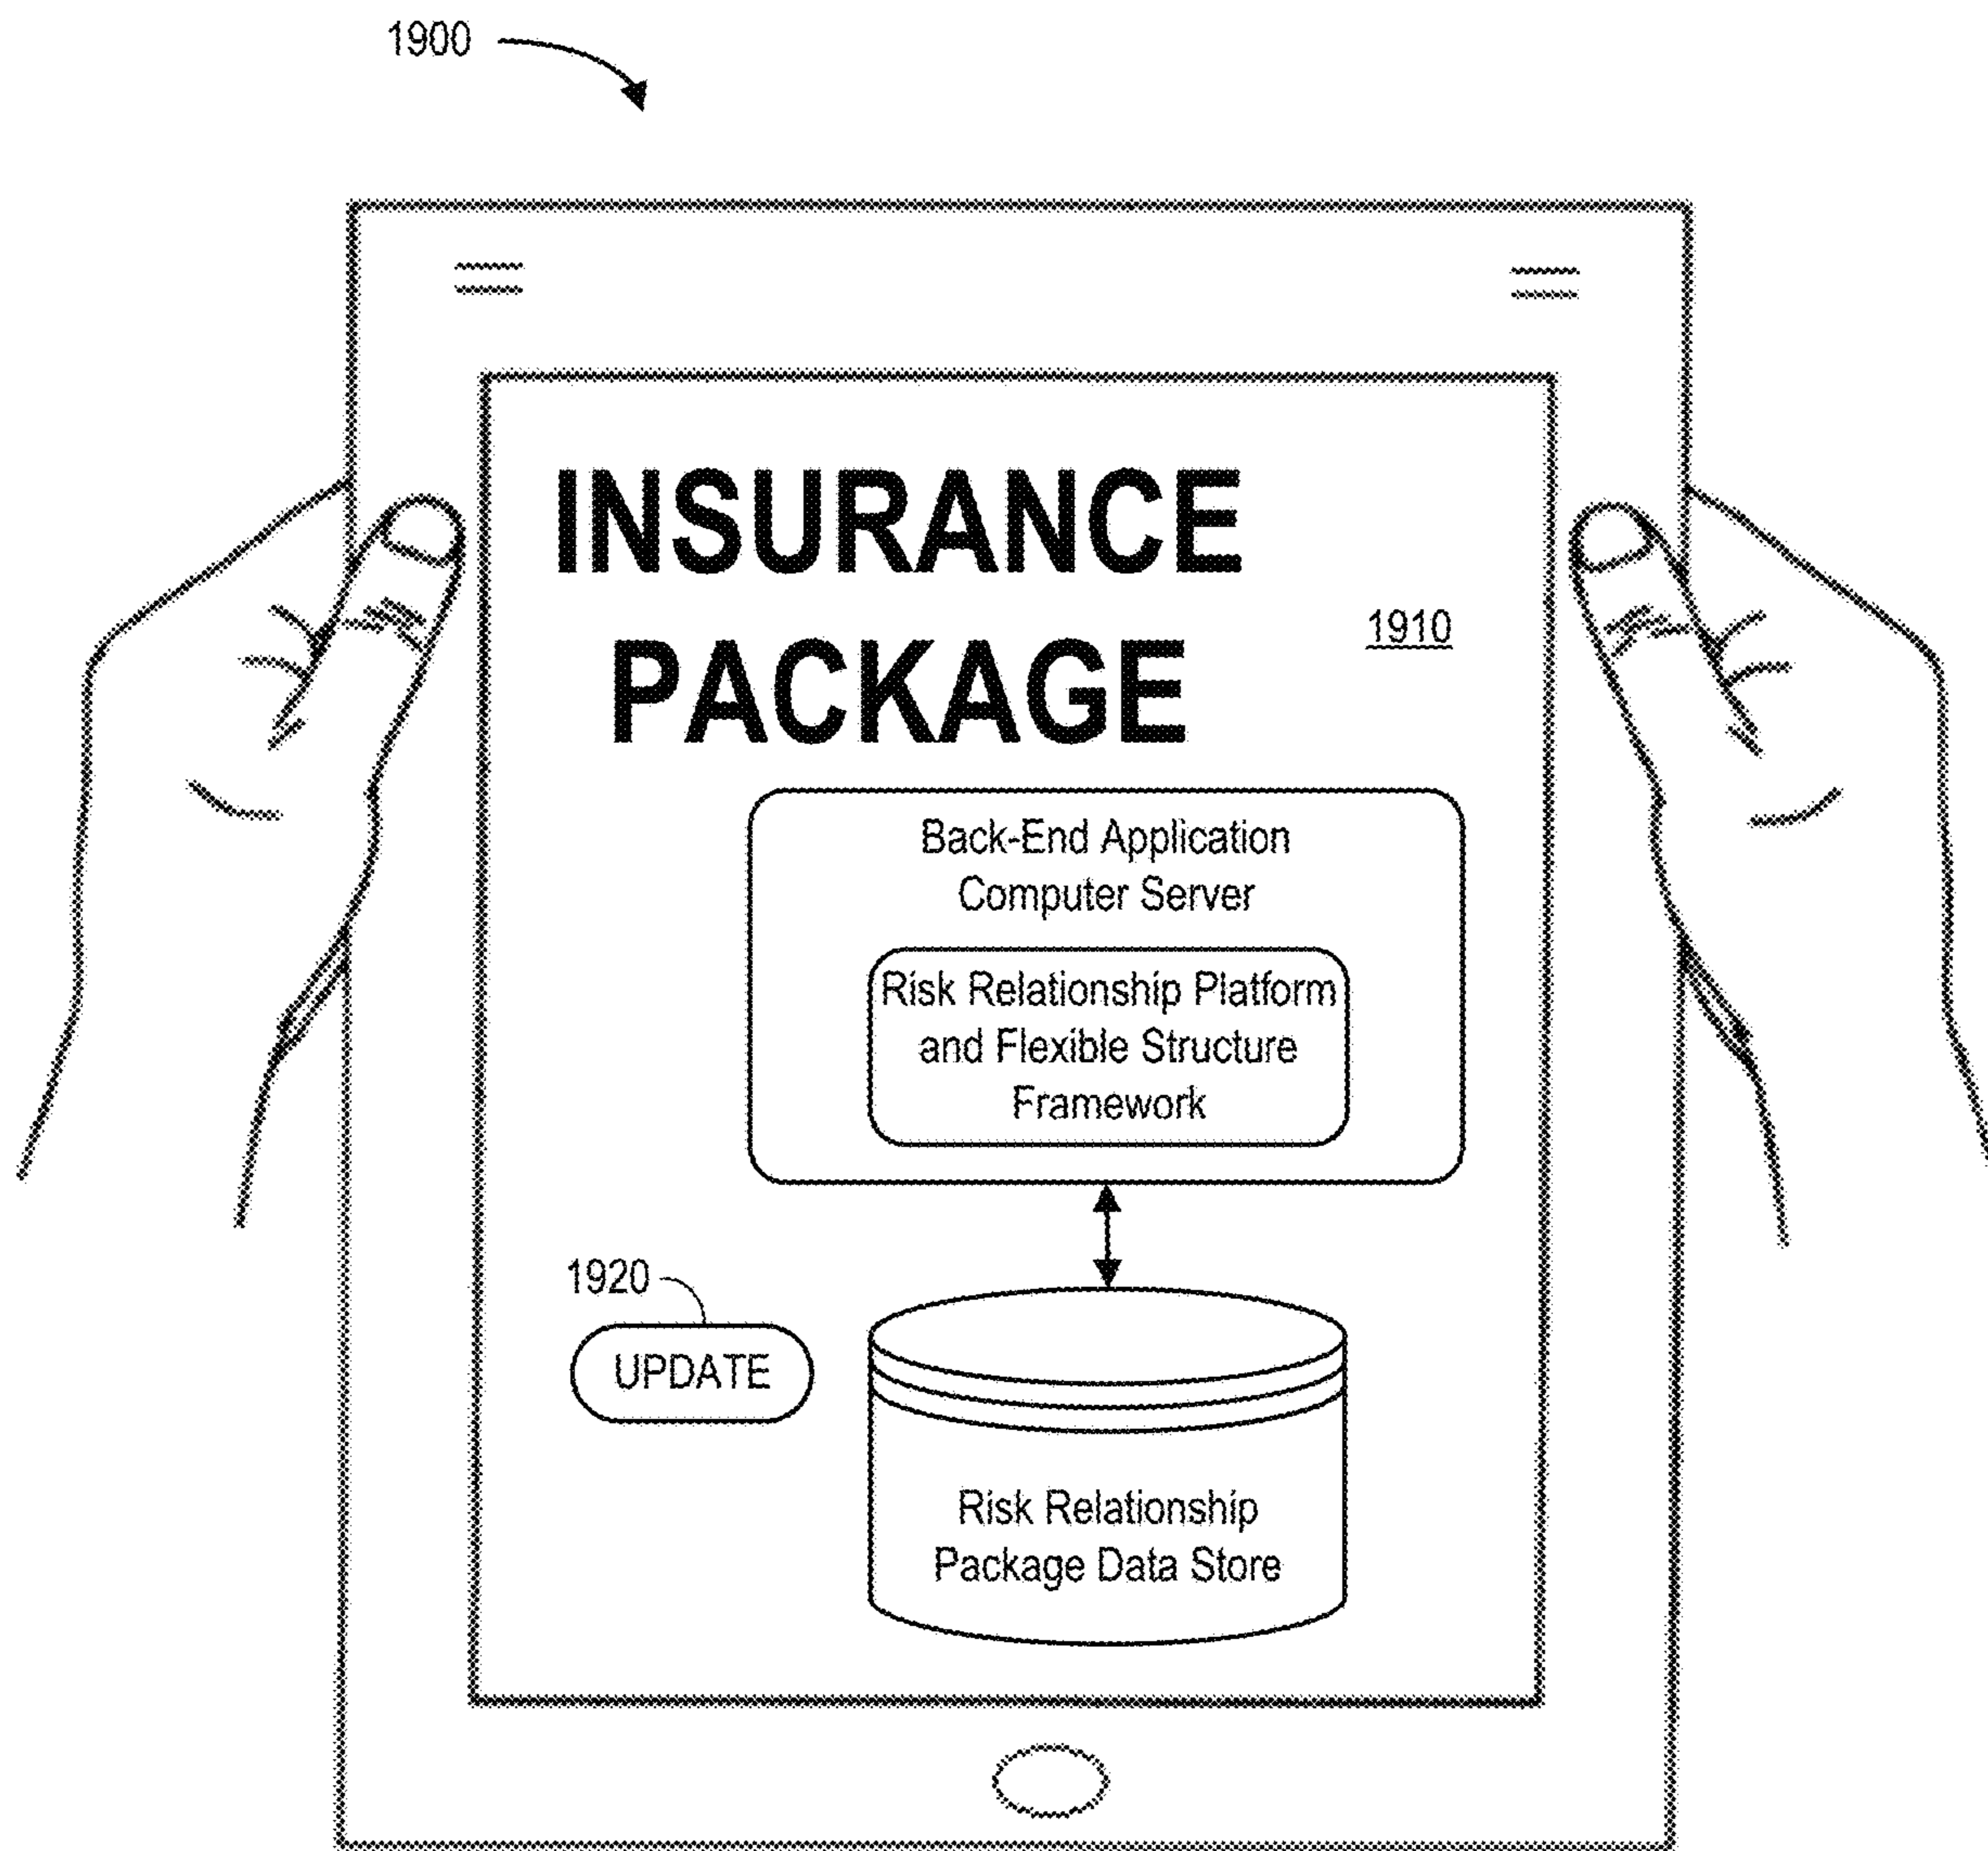 1900
INSURANCE
PACKAGE
1910
Back-End Application
Computer Server
Risk Relationship Platform
and Flexible Structure
Framework
1920
UPDATE
Risk Relationship
Package Data Store